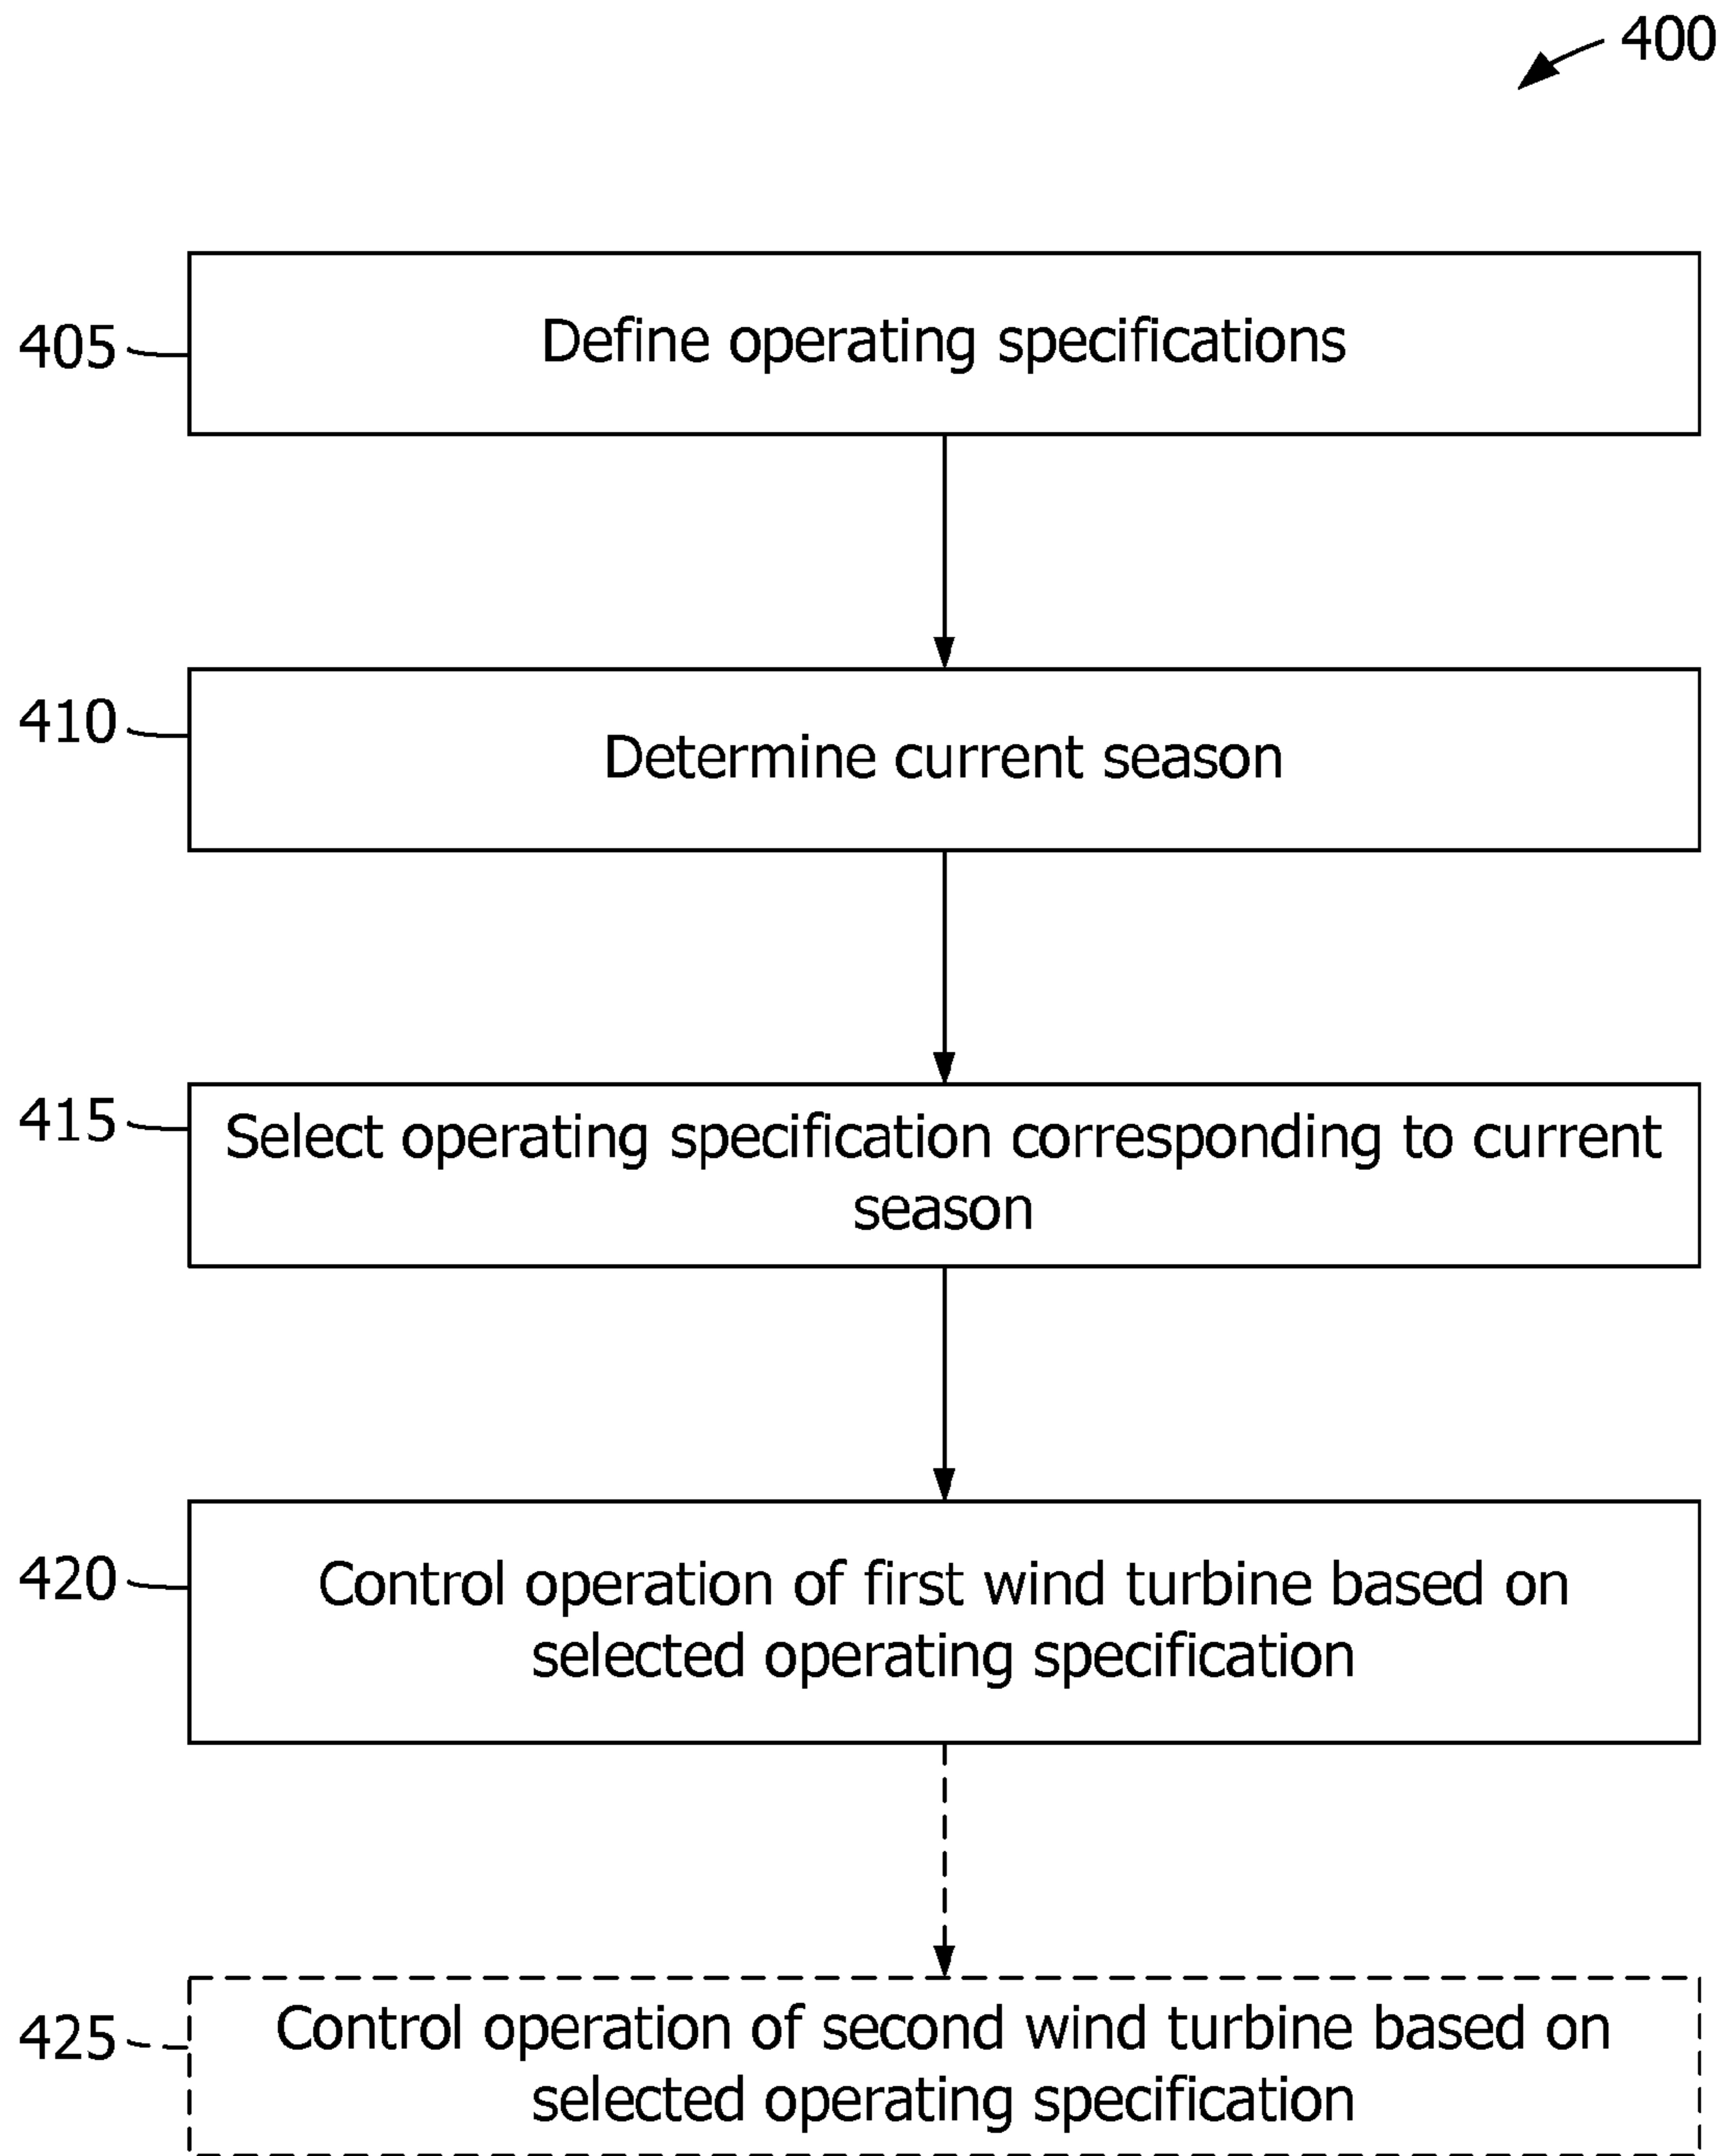 400
405
Define operating specifications
410
Determine current season
415
Select operating specification corresponding to current
season
420
Control operation of first wind turbine based on
selected operating specification
425
Control operation of second wind turbine based on
selected operating specification